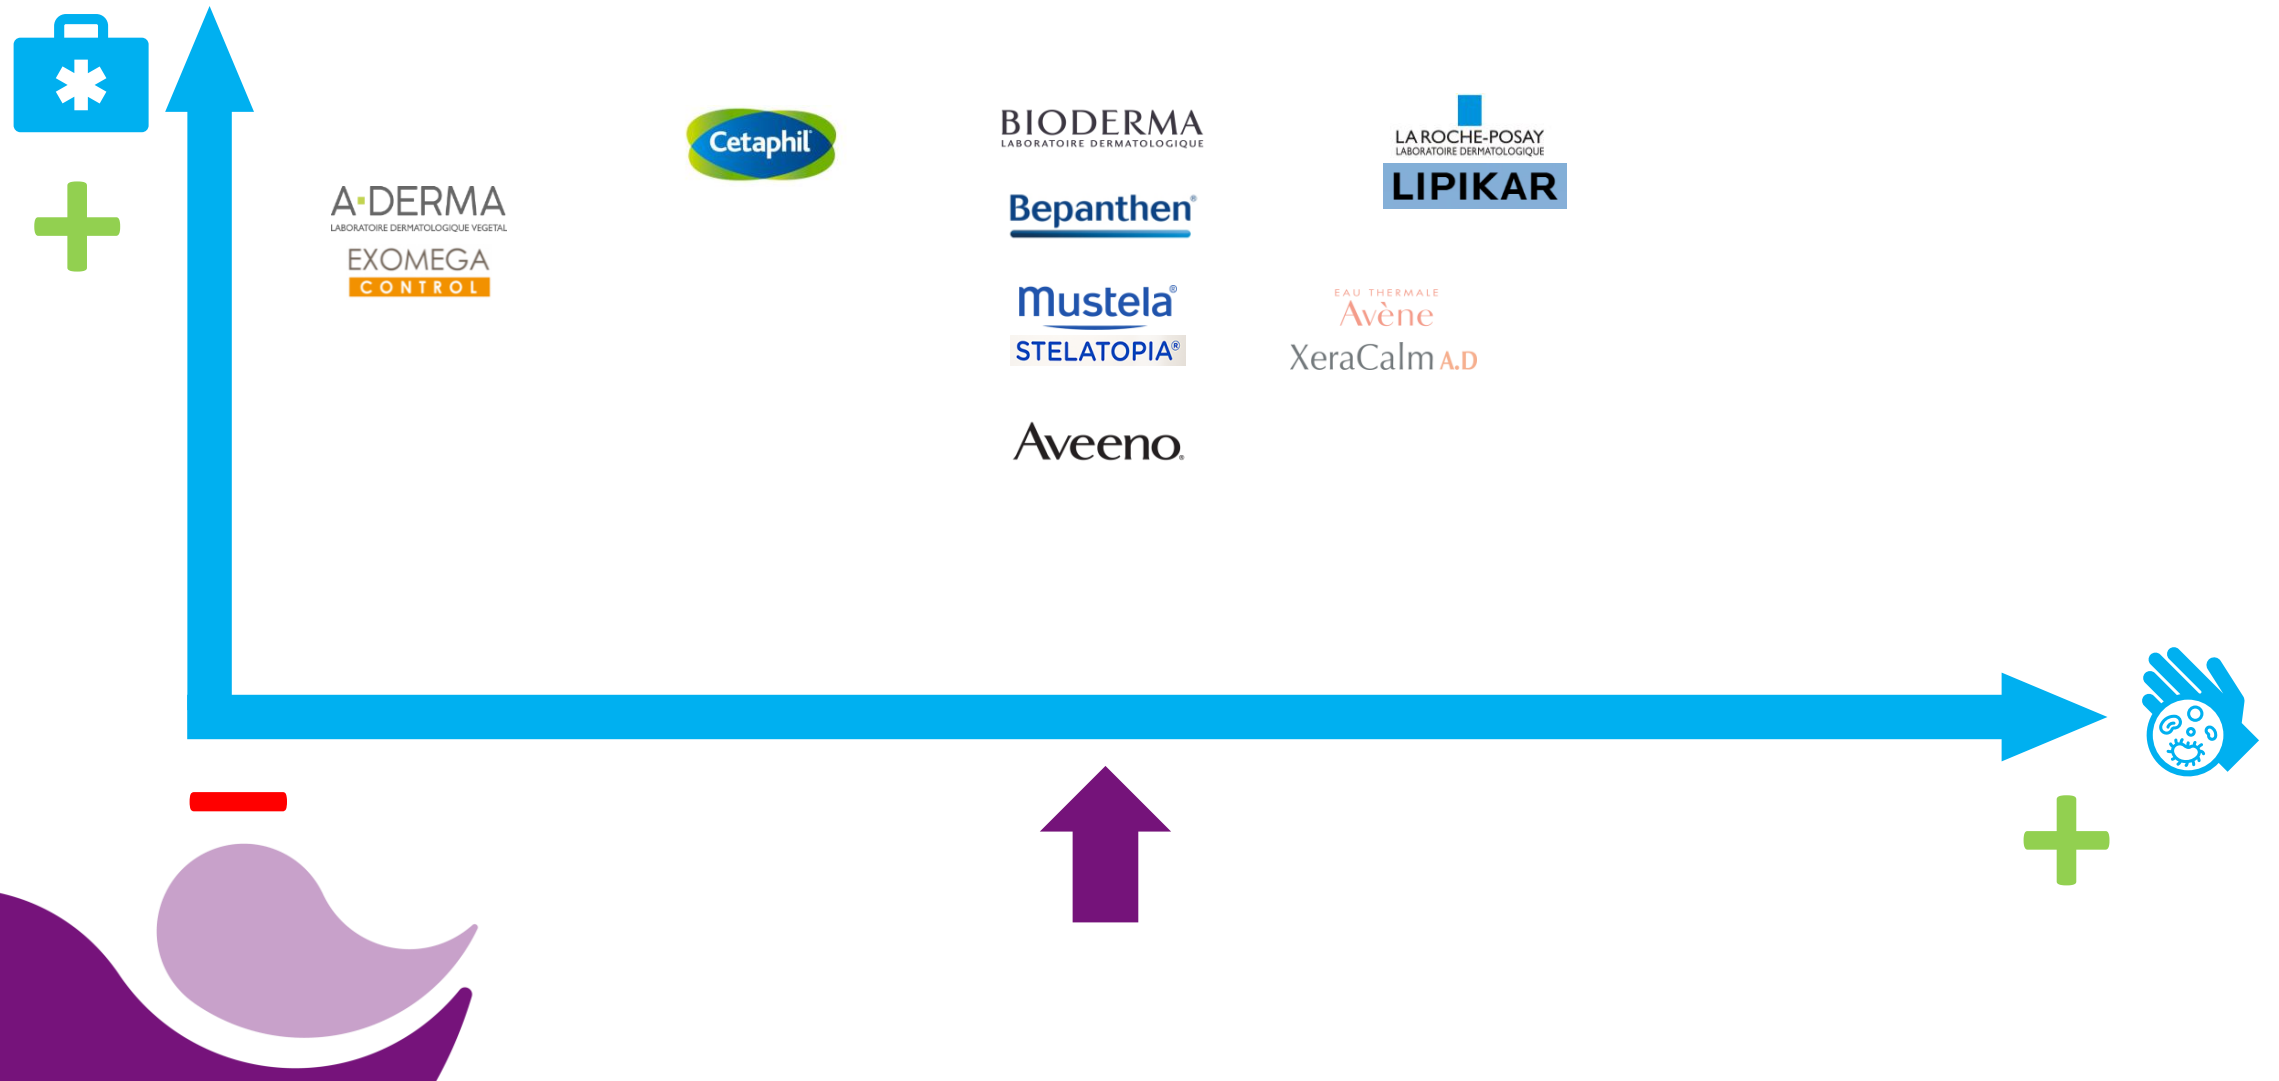 Cetaphil
BIODERMA
LABORATOIRE DERMATOLOGIQUE
LA ROCHE-POSAY
LABORATOIRE DERMATOLOGIQUE
LIPIKAR
A-DERMA
LABORATOIRE DERMATOLOGIQUE VEGETAL
EXOMEGA
CONTROL
Bepanthen®
Mustela®
STELATOPIA®
EAU THERMALE
Avène
XeraCalm A.D
Aveeno®